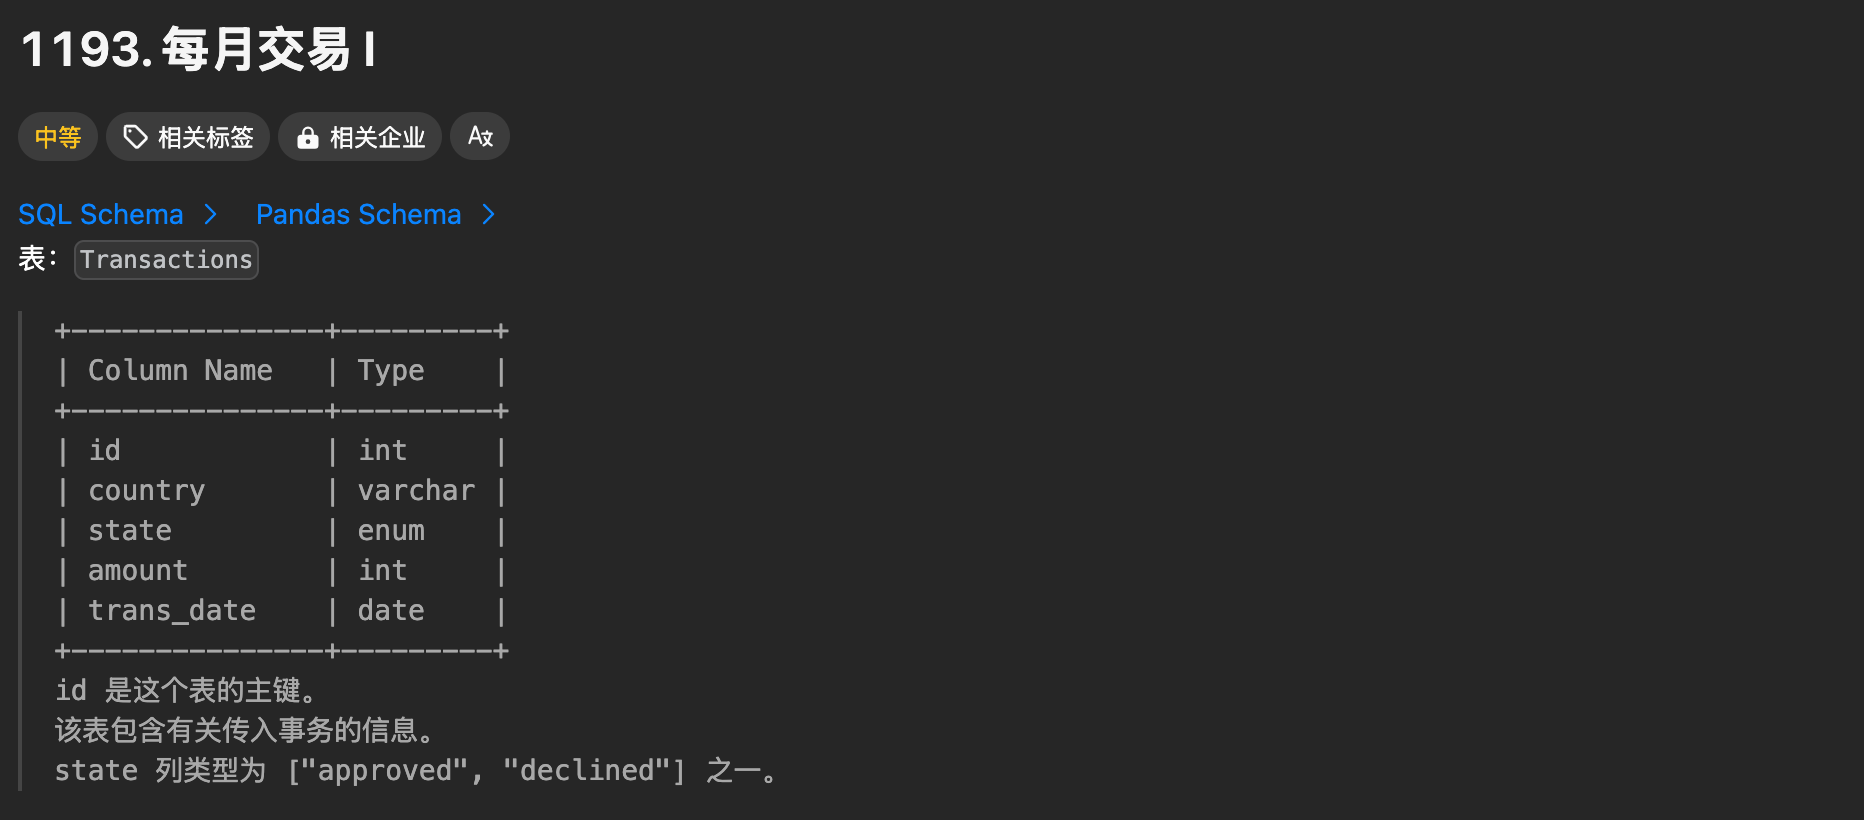 1193. 每月交易 I
中等 相关标签 相关企业
SQL Schema > Pandas Schema >
表：Transactions
+---------------+---------+
| Column Name   | Type    |
+---------------+---------+
| id            | int     |
| country       | varchar |
| state         | enum    |
| amount        | int     |
| trans_date    | date    |
+---------------+---------+
id 是这个表的主键。
该表包含有关传入事务的信息。
state 列类型为 ["approved", "declined"] 之一。